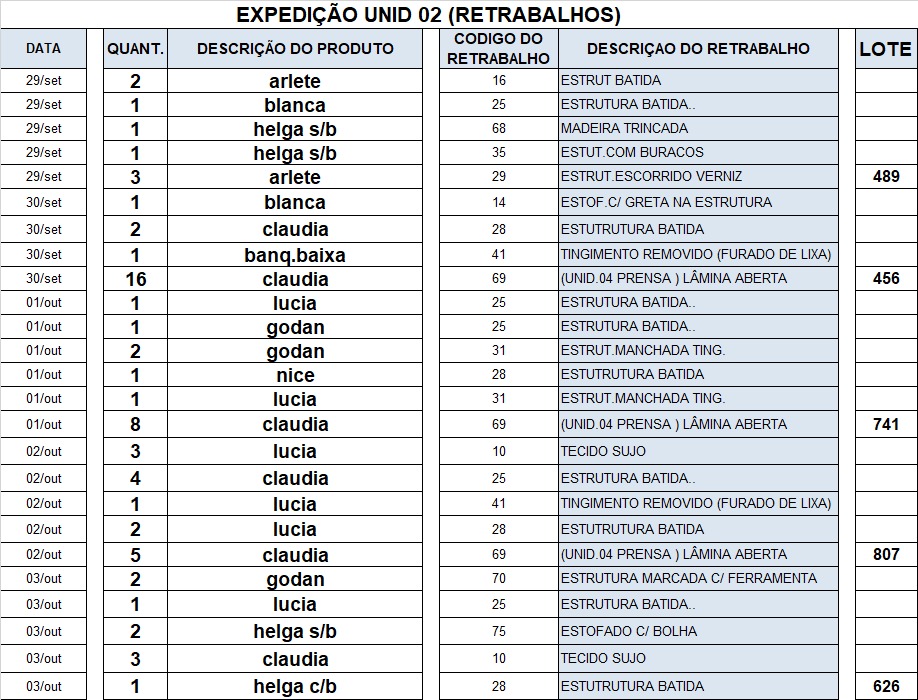 EXPEDIÇÃO UNID 02 (RETRABALHOS)
DATA QUANT. DESCRIÇÃO DO PRODUTO CODIGO DO RETRABALHO DESCRIÇAO DO RETRABALHO LOTE
29/set 2 arlete 16 ESTRUT BATIDA
29/set 1 blanca 25 ESTRUTURA BATIDA..
29/set 1 helga s/b 68 MADEIRA TRINCADA
29/set 1 helga s/b 35 ESTUT.COM BURACOS
29/set 3 arlete 29 ESTRUT.ESCORRIDO VERNIZ 489
30/set 1 blanca 14 ESTOF.C/ GRETA NA ESTRUTURA
30/set 2 claudia 28 ESTUTRUTURA BATIDA
30/set 1 banq.baixa 41 TINGIMENTO REMOVIDO (FURADO DE LIXA)
30/set 16 claudia 69 (UNID.04 PRENSA ) LÂMINA ABERTA 456
01/out 1 lucia 25 ESTRUTURA BATIDA..
01/out 1 godan 25 ESTRUTURA BATIDA..
01/out 2 godan 31 ESTRUT.MANCHADA TING.
01/out 1 nice 28 ESTUTRUTURA BATIDA
01/out 1 lucia 31 ESTRUT.MANCHADA TING.
01/out 8 claudia 69 (UNID.04 PRENSA ) LÂMINA ABERTA 741
02/out 3 lucia 10 TECIDO SUJO
02/out 4 claudia 25 ESTRUTURA BATIDA..
02/out 1 lucia 41 TINGIMENTO REMOVIDO (FURADO DE LIXA)
02/out 2 lucia 28 ESTUTRUTURA BATIDA
02/out 5 claudia 69 (UNID.04 PRENSA ) LÂMINA ABERTA 807
03/out 2 godan 70 ESTRUTURA MARCADA C/ FERRAMENTA
03/out 1 lucia 25 ESTRUTURA BATIDA..
03/out 2 helga s/b 75 ESTOFADO C/ BOLHA
03/out 3 claudia 10 TECIDO SUJO
03/out 1 helga c/b 28 ESTUTRUTURA BATIDA 626